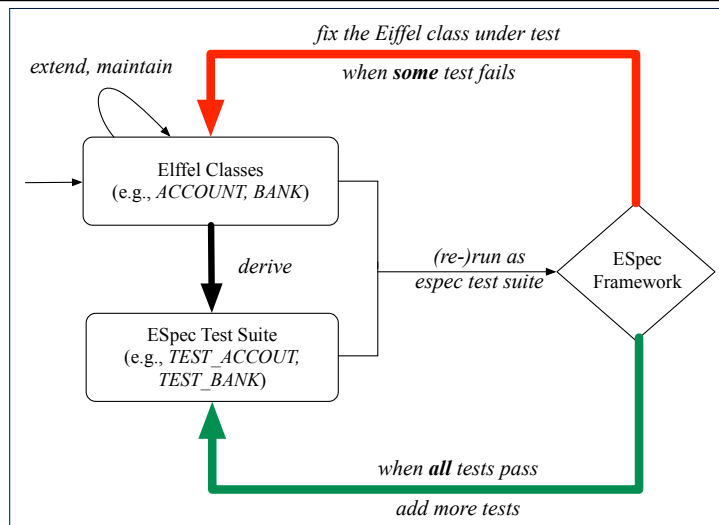 fix the Eiffel class under test
when some test fails
extend, maintain
EIffel Classes
(e.g., ACCOUNT, BANK)
derive
(re-)run as
espec test suite
ESpec
Framework
ESpec Test Suite
(e.g., TEST_ACCOUT,
TEST_BANK)
when all tests pass
add more tests